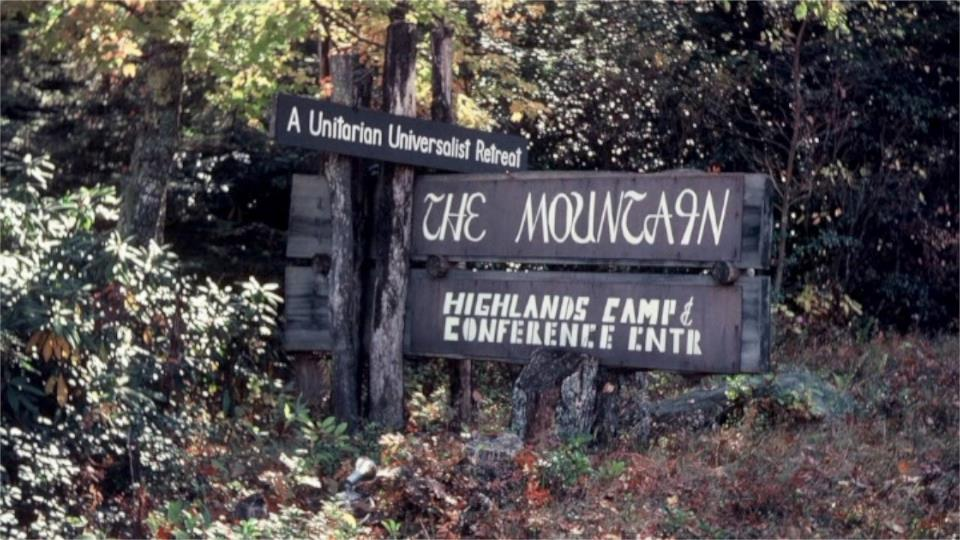 A Unitarian Universalist Retreat
THE MOUNTAIN
HIGHLANDS CAMP &
CONFERENCE CNTR